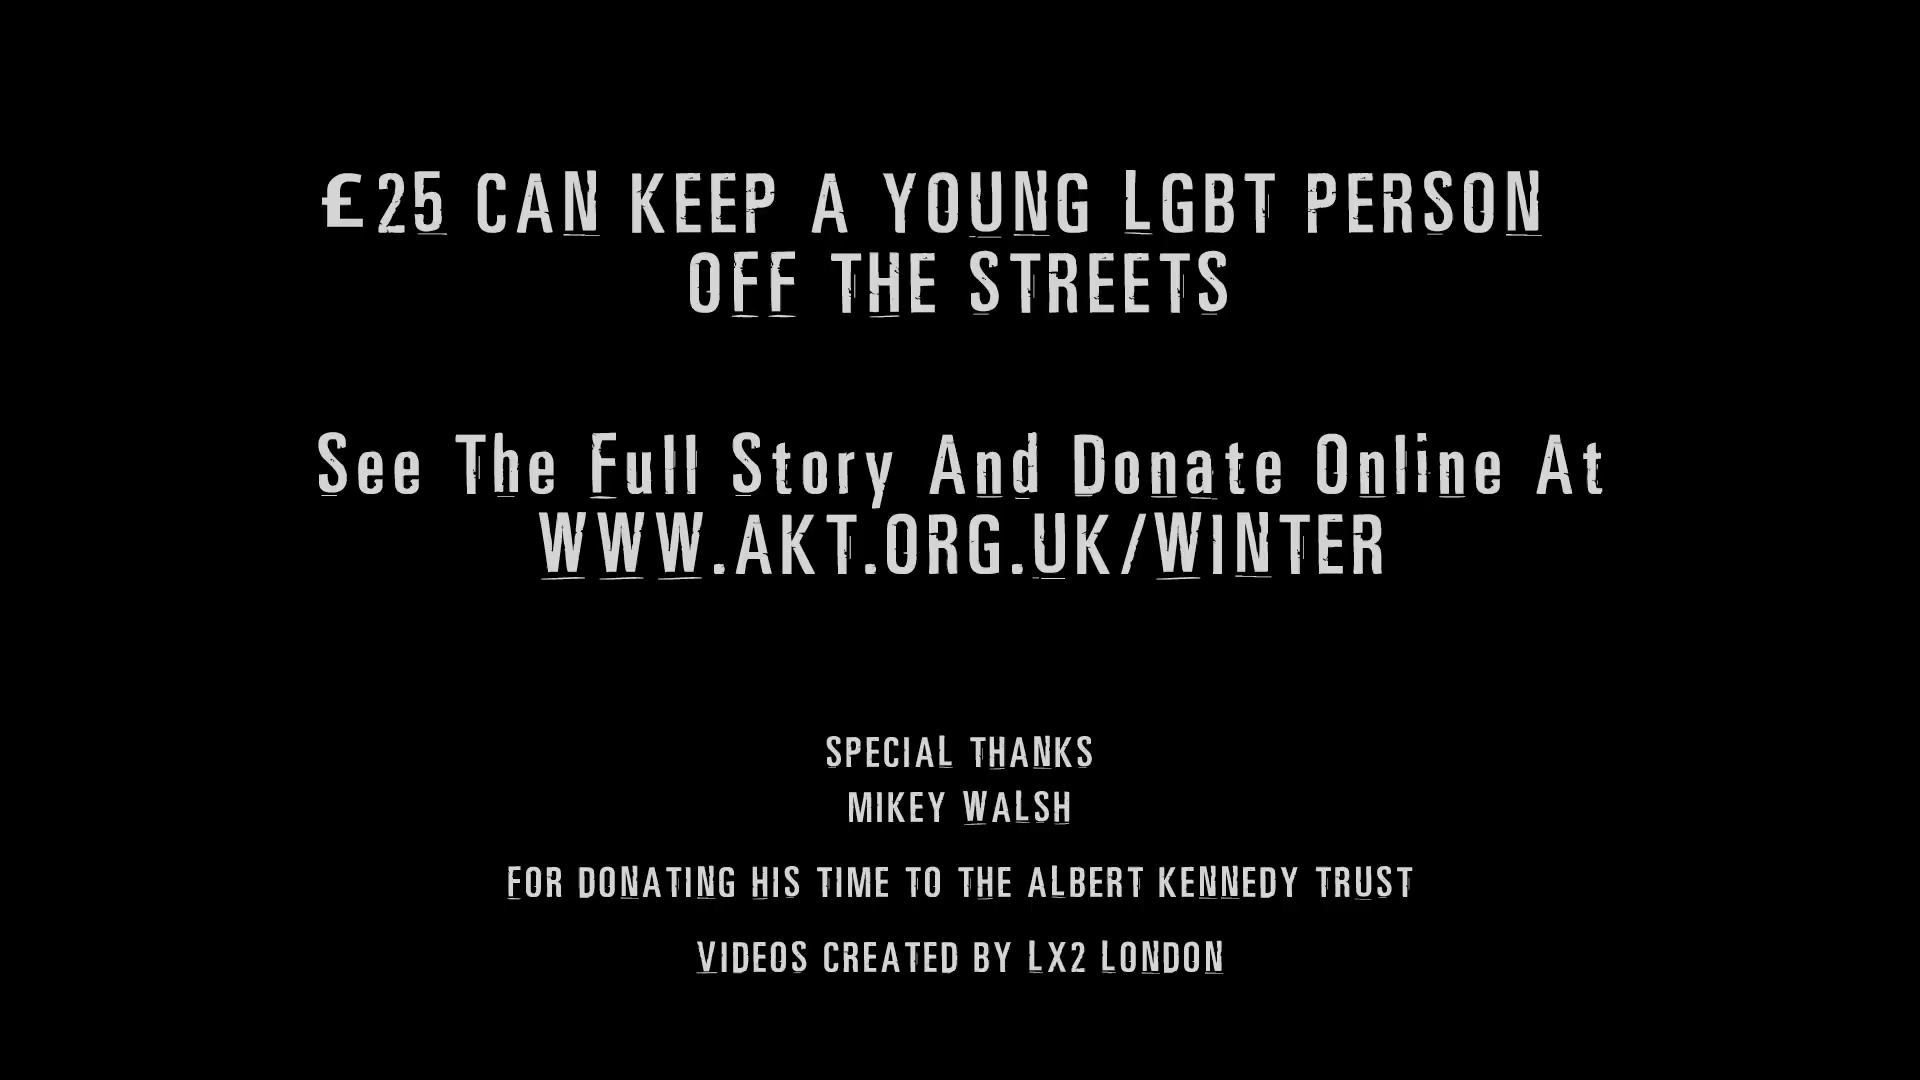 £25 CAN KEEP A YOUNG LGBT PERSON
OFF THE STREETS
See The Full Story And Donate Online At
WWW.AKT.ORG.UK/WINTER
SPECIAL THANKS
MIKEY WALSH
FOR DONATING HIS TIME TO THE ALBERT KENNEDY TRUST
VIDEOS CREATED BY LX2 LONDON